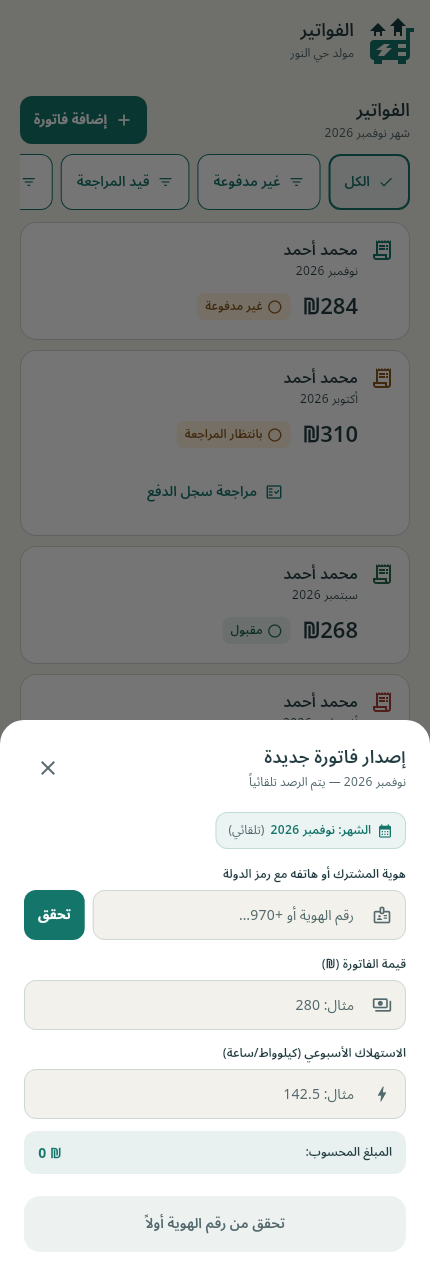 الفواتير
مولد حي النور
الفواتير
شهر نوفمبر 2026
إضافة فاتورة
الكل
غير مدفوعة
قيد المراجعة
محمد أحمد
نوفمبر 2026
₪284
غير مدفوعة
محمد أحمد
أكتوبر 2026
₪310
بانتظار المراجعة
مراجعة سجل الدفع
محمد أحمد
سبتمبر 2026
₪268
مقبول
محمد أحمد
إصدار فاتورة جديدة
نوفمبر 2026 — يتم الرصد تلقائياً
الشهر: نوفمبر 2026 (تلقائي)
هوية المشترك أو هاتفه مع رمز الدولة
رقم الهوية أو +970...
تحقق
قيمة الفاتورة (₪)
مثال: 280
الاستهلاك الأسبوعي (كيلوواط/ساعة)
مثال: 142.5
المبلغ المحسوب:
₪ 0
تحقق من رقم الهوية أولاً